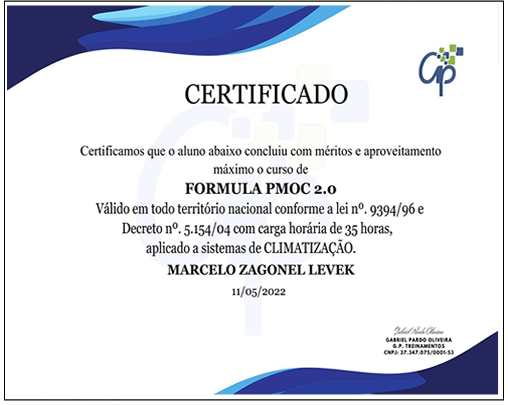 Gp
CERTIFICADO
Certificamos que o aluno abaixo concluiu com méritos e aproveitamento
máximo o curso de
FORMULA PMOC 2.0
Válido em todo território nacional conforme a lei nº. 9394/96 e
Decreto nº. 5.154/04 com carga horária de 35 horas,
aplicado a sistemas de CLIMATIZAÇÃO.
MARCELO ZAGONEL LEVEK
11/05/2022
Gabriel Pardo Oliveira
GABRIEL PARDO OLIVEIRA
G.P. TREINAMENTOS
CNPJ: 37.347.075/0001-53